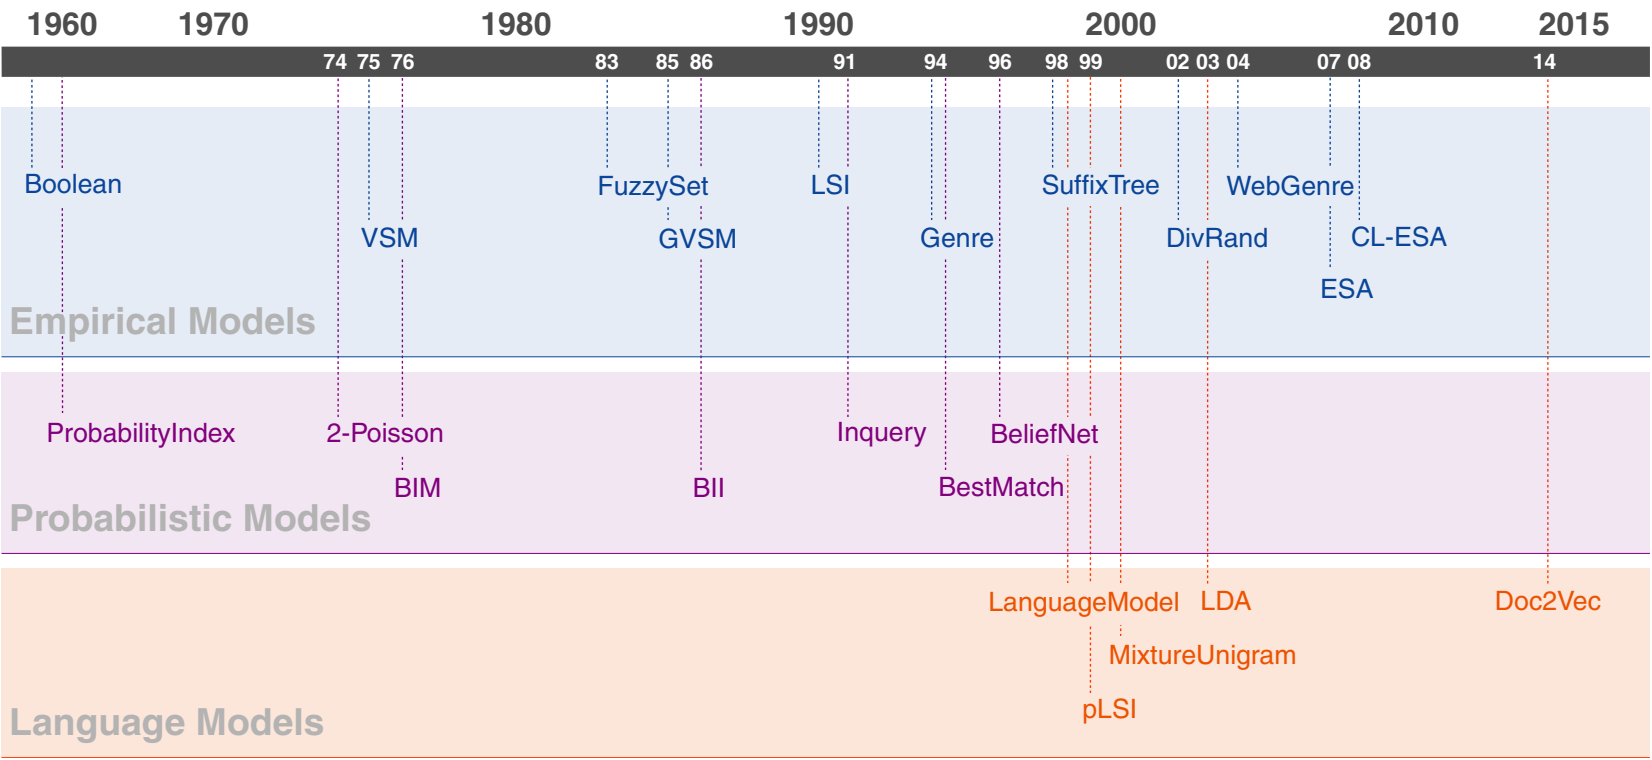 1960 1970 1980 1990 2000 2010 2015
74 75 76 83 85 86 91 94 96 98 99 02 03 04 07 08 14
Boolean FuzzySet LSI SuffixTree WebGenre
VSM GVSM Genre DivRand CL-ESA
ESA
Empirical Models
ProbabilityIndex 2-Poisson Inquery BeliefNet
BIM BII BestMatch
Probabilistic Models
LanguageModel LDA Doc2Vec
MixtureUnigram
pLSI
Language Models